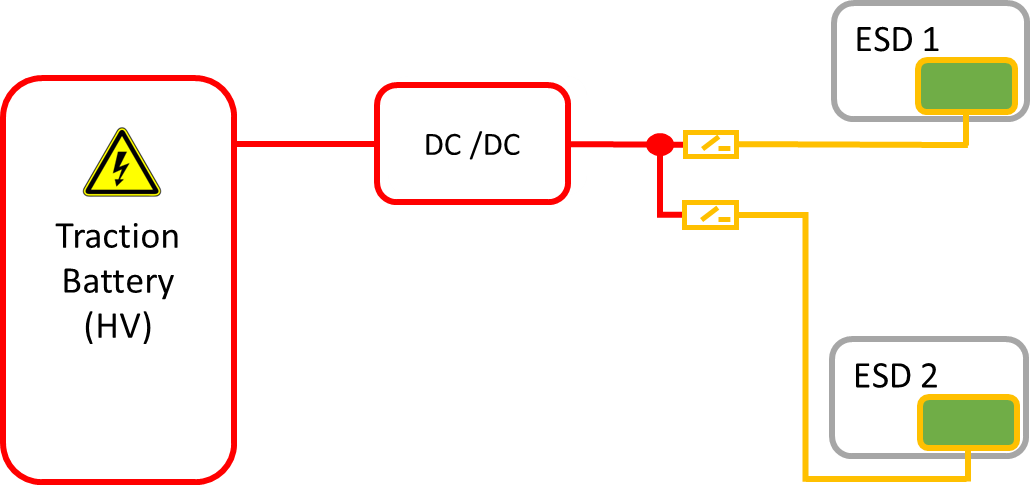 ESD 1
DC /DC
Traction
Battery
(HV)
ESD 2